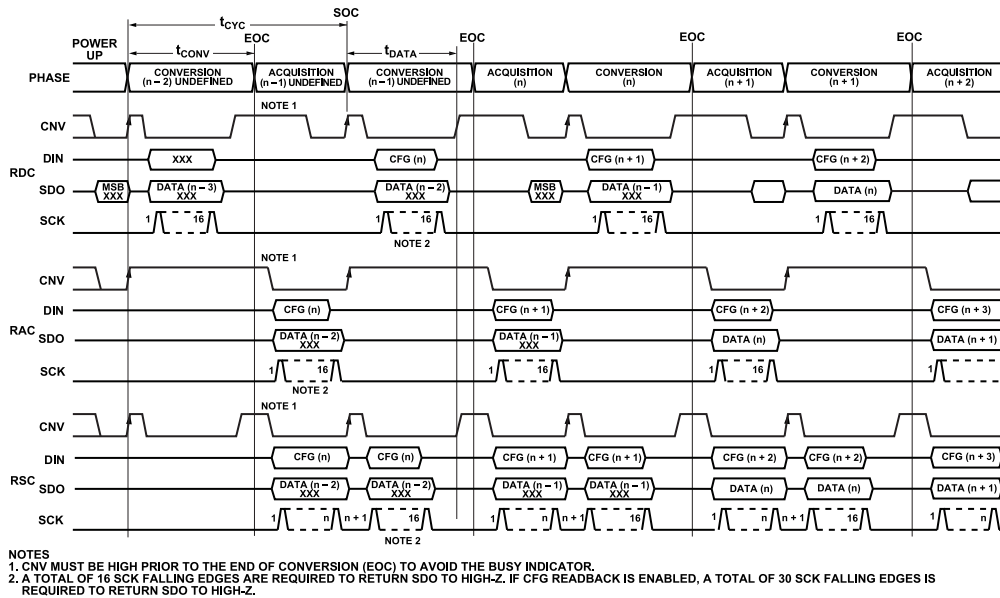 SOC
tCYC
POWER UP
EOC
EOC
EOC
EOC
tCONV
tDATA
PHASE
CONVERSION (n – 2) UNDEFINED
ACQUISITION (n – 1) UNDEFINED
CONVERSION (n – 1) UNDEFINED
ACQUISITION (n)
CONVERSION (n)
ACQUISITION (n + 1)
CONVERSION (n + 1)
ACQUISITION (n + 2)
NOTE 1
CNV
RDC
DIN
XXX
CFG (n)
CFG (n + 1)
CFG (n + 2)
SDO
MSB XXX
DATA (n – 3) XXX
DATA (n – 2) XXX
MSB XXX
DATA (n – 1) XXX
DATA (n)
SCK
1 16
1 16
1 16
1 16
NOTE 2
NOTE 1
CNV
RAC
DIN
CFG (n)
CFG (n + 1)
CFG (n + 2)
CFG (n + 3)
SDO
DATA (n – 2) XXX
DATA (n – 1) XXX
DATA (n)
DATA (n + 1)
SCK
1 16
1 16
1 16
1
NOTE 2
NOTE 1
CNV
RSC
DIN
CFG (n)
CFG (n)
CFG (n + 1)
CFG (n + 1)
CFG (n + 2)
CFG (n + 2)
CFG (n + 3)
SDO
DATA (n – 2) XXX
DATA (n – 2) XXX
DATA (n – 1) XXX
DATA (n – 1) XXX
DATA (n)
DATA (n)
DATA (n + 1)
SCK
1 n n + 1 16
1 n n + 1 16
1 n n + 1 16
1 n
NOTE 2
NOTES
1. CNV MUST BE HIGH PRIOR TO THE END OF CONVERSION (EOC) TO AVOID THE BUSY INDICATOR.
2. A TOTAL OF 16 SCK FALLING EDGES ARE REQUIRED TO RETURN SDO TO HIGH-Z. IF CFG READBACK IS ENABLED, A TOTAL OF 30 SCK FALLING EDGES IS
REQUIRED TO RETURN SDO TO HIGH-Z.